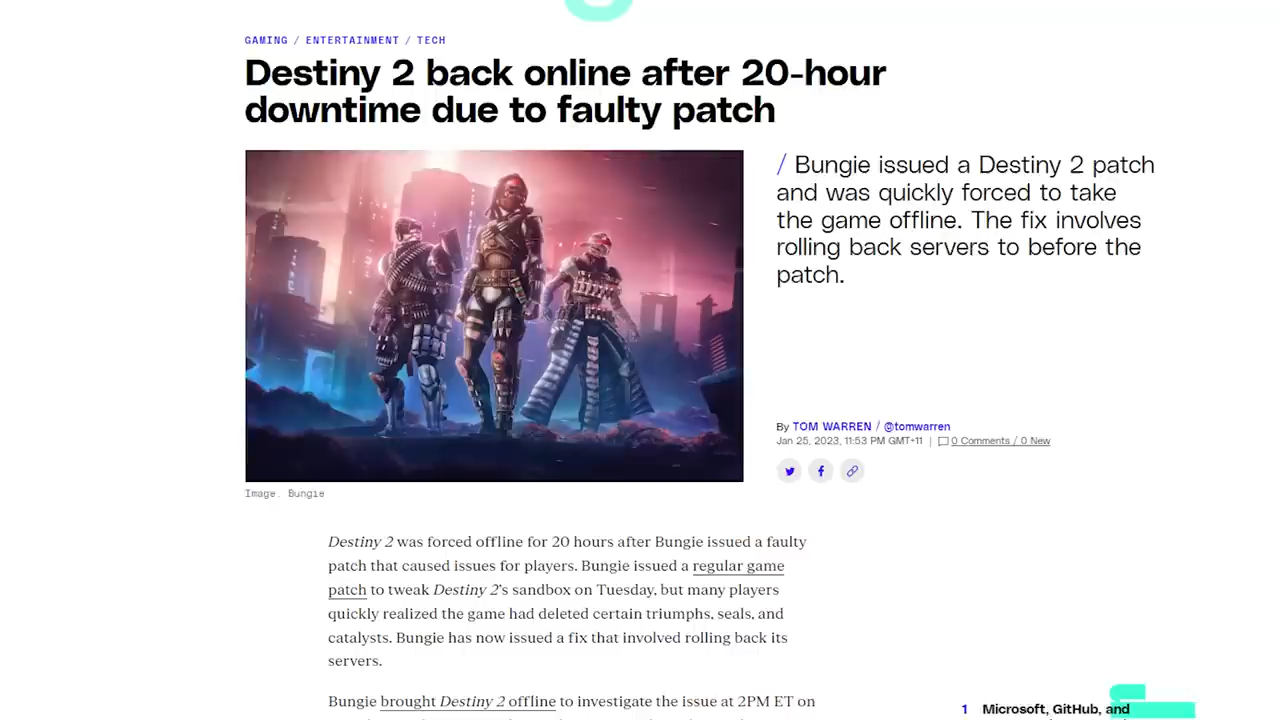 GAMING / ENTERTAINMENT / TECH
Destiny 2 back online after 20-hour
downtime due to faulty patch
/ Bungie issued a Destiny 2 patch
and was quickly forced to take
the game offline. The fix involves
rolling back servers to before the
patch.
By TOM WARREN / @tomwarren
Jan 25, 2023, 11:53 PM GMT+11 | 0 Comments / 0 New
Image: Bungie
Destiny 2 was forced offline for 20 hours after Bungie issued a faulty
patch that caused issues for players. Bungie issued a regular game
patch to tweak Destiny 2's sandbox on Tuesday, but many players
quickly realized the game had deleted certain triumphs, seals, and
catalysts. Bungie has now issued a fix that involved rolling back its
servers.
Bungie brought Destiny 2 offline to investigate the issue at 2PM ET on
1 Microsoft, GitHub, and